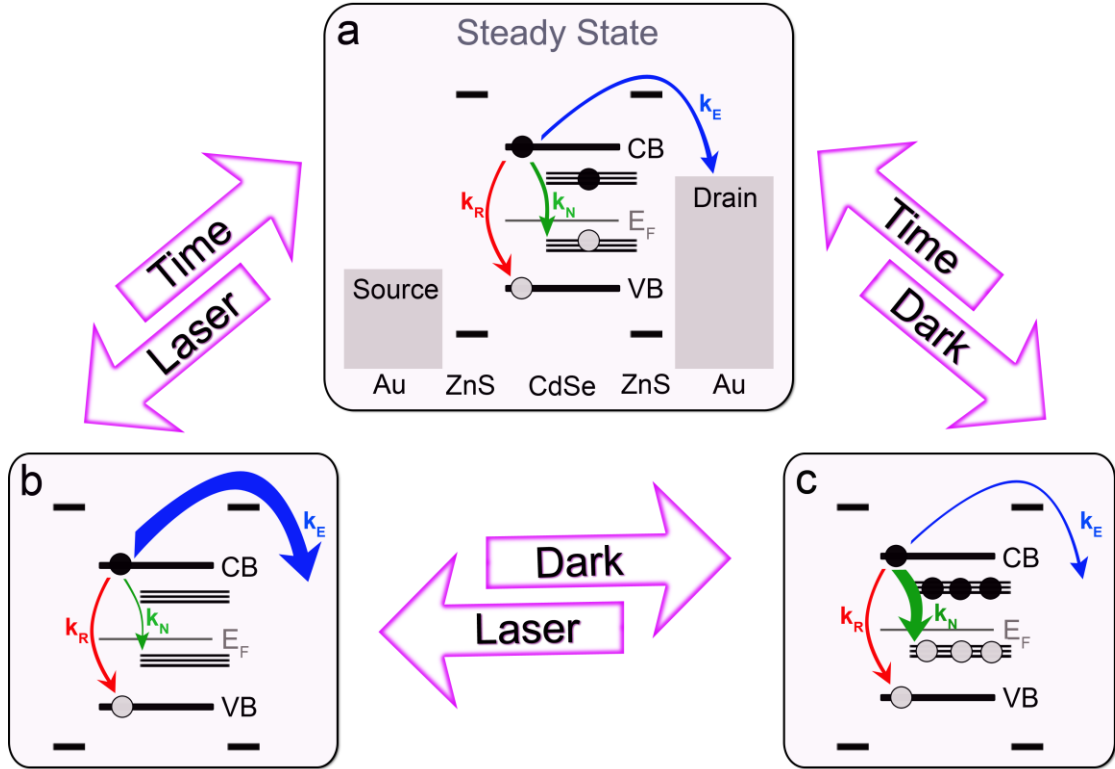 a
Steady State
k_E
CB
k_R
k_N
Drain
E_F
Source
VB
Au ZnS CdSe ZnS Au
Time
Laser
Time
Dark
b
k_E
CB
k_R
k_N
E_F
VB
Dark
Laser
c
k_E
CB
k_R
k_N
E_F
VB